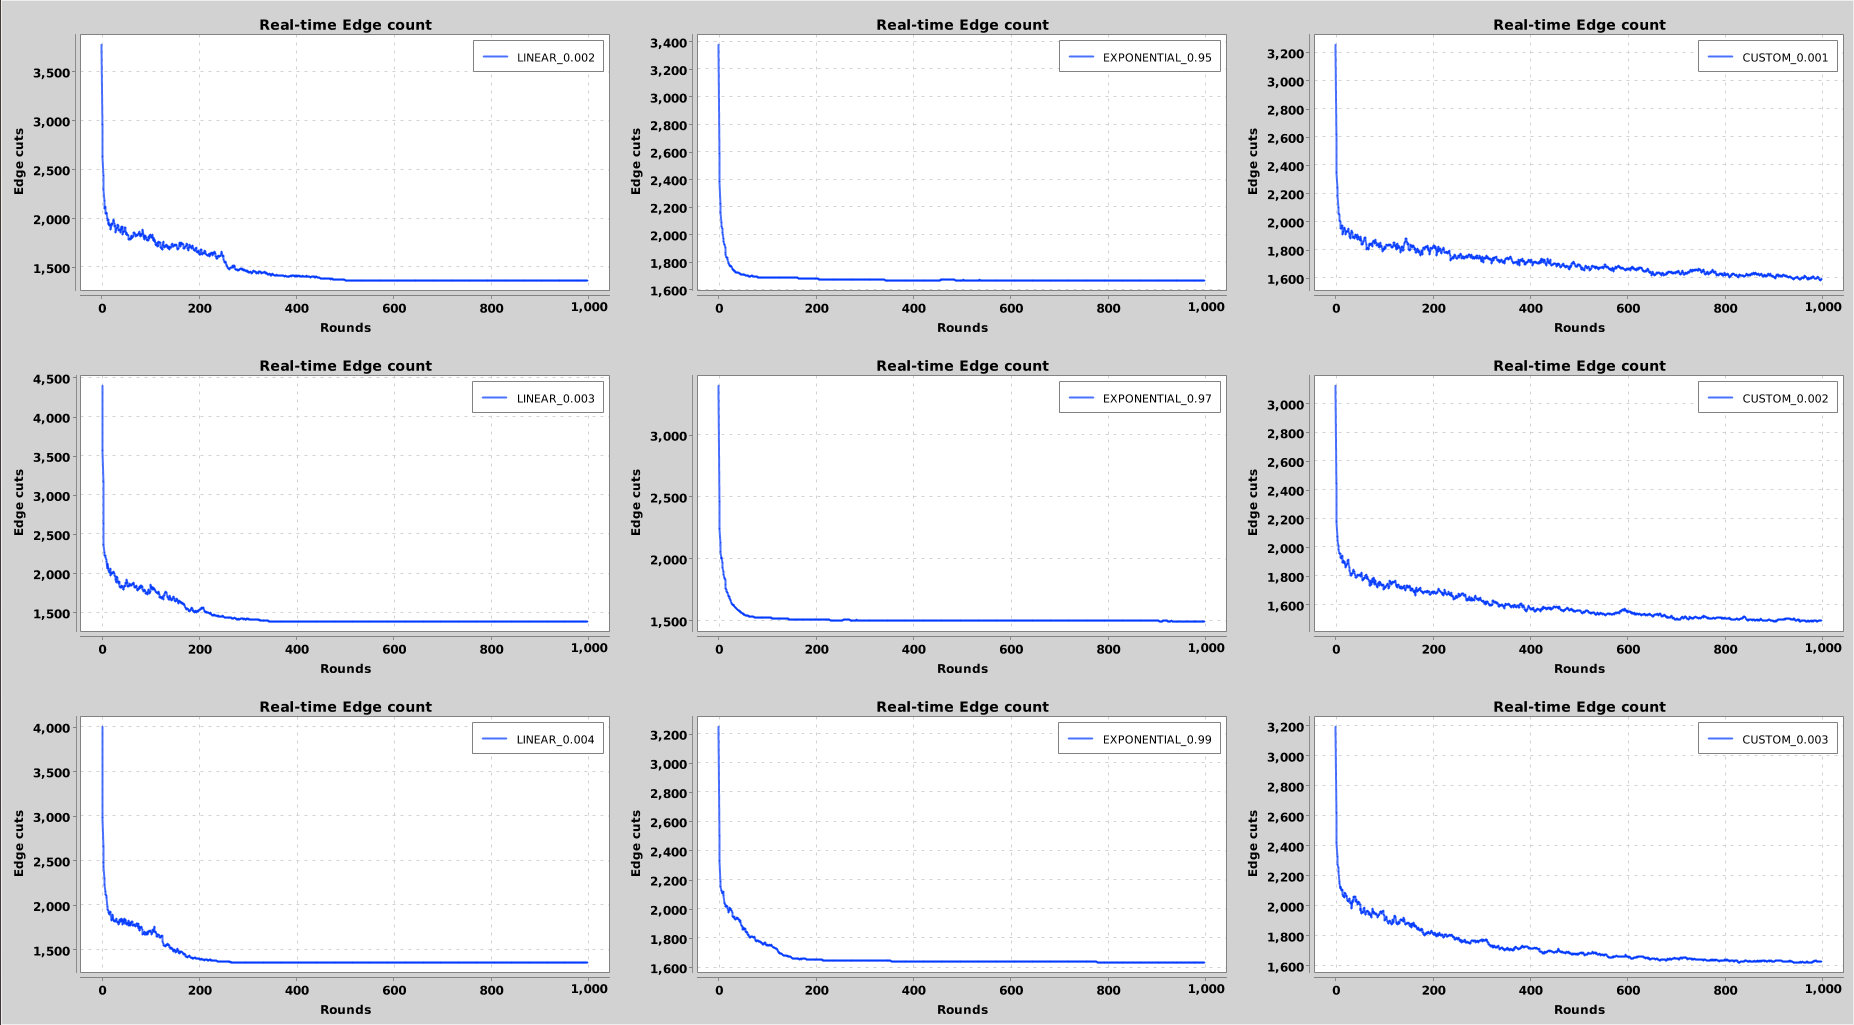 Real-time Edge count
LINEAR_0.002
3,500
3,000
2,500
2,000
1,500
Edge cuts
0 200 400 600 800 1,000
Rounds
Real-time Edge count
EXPONENTIAL_0.95
3,400
3,200
3,000
2,800
2,600
2,400
2,200
2,000
1,800
1,600
Edge cuts
0 200 400 600 800 1,000
Rounds
Real-time Edge count
CUSTOM_0.001
3,200
3,000
2,800
2,600
2,400
2,200
2,000
1,800
1,600
Edge cuts
0 200 400 600 800 1,000
Rounds
Real-time Edge count
LINEAR_0.003
4,500
4,000
3,500
3,000
2,500
2,000
1,500
Edge cuts
0 200 400 600 800 1,000
Rounds
Real-time Edge count
EXPONENTIAL_0.97
3,000
2,500
2,000
1,500
Edge cuts
0 200 400 600 800 1,000
Rounds
Real-time Edge count
CUSTOM_0.002
3,000
2,800
2,600
2,400
2,200
2,000
1,800
1,600
Edge cuts
0 200 400 600 800 1,000
Rounds
Real-time Edge count
LINEAR_0.004
4,000
3,500
3,000
2,500
2,000
1,500
Edge cuts
0 200 400 600 800 1,000
Rounds
Real-time Edge count
EXPONENTIAL_0.99
3,200
3,000
2,800
2,600
2,400
2,200
2,000
1,800
1,600
Edge cuts
0 200 400 600 800 1,000
Rounds
Real-time Edge count
CUSTOM_0.003
3,200
3,000
2,800
2,600
2,400
2,200
2,000
1,800
1,600
Edge cuts
0 200 400 600 800 1,000
Rounds